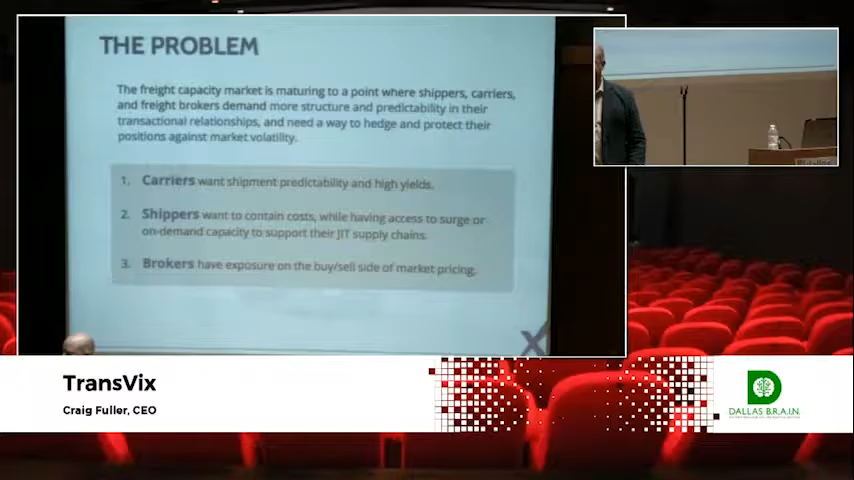 THE PROBLEM
The freight capacity market is maturing to a point where shippers, carriers,
and freight brokers demand more structure and predictability in their
transactional relationships, and need a way to hedge and protect their
positions against market volatility.
1. Carriers want shipment predictability and high yields.
2. Shippers want to contain costs, while having access to surge or
on-demand capacity to support their JIT supply chains.
3. Brokers have exposure on the buy/sell side of market pricing.
X
TransVix
Craig Fuller, CEO
DALLAS B.R.A.I.N.